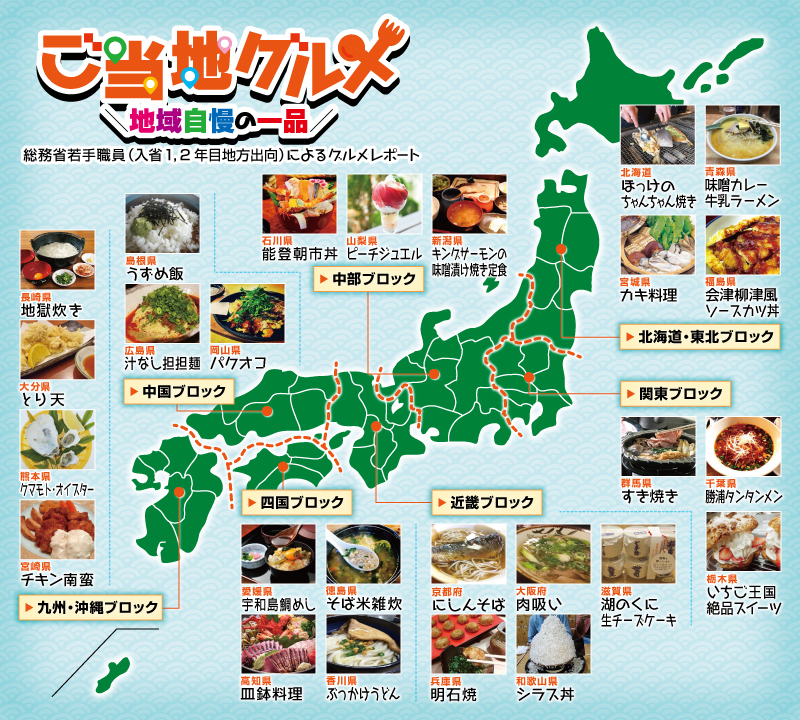 ご当地グルメ
地域自慢の一品
総務省若手職員(入省1,2年目地方出向)によるグルメレポート
北海道
ほっけの
ちゃんちゃん焼き
青森県
味噌カレー
牛乳ラーメン
宮城県
カキ料理
福島県
会津柳津風
ソースカツ丼
▶北海道・東北ブロック
石川県
能登朝市丼
山梨県
ピーチジュエル
新潟県
キングサーモンの
味噌漬け焼き定食
▶中部ブロック
島根県
うずめ飯
広島県
汁なし担担麺
岡山県
パクオコ
▶中国ブロック
長崎県
地獄炊き
大分県
とり天
熊本県
クマモト・オイスター
宮崎県
チキン南蛮
▶九州・沖縄ブロック
▶関東ブロック
群馬県
すき焼き
千葉県
勝浦タンタンメン
栃木県
いちご王国
絶品スイーツ
▶四国ブロック
愛媛県
宇和島鯛めし
徳島県
そば米雑炊
高知県
皿鉢料理
香川県
ぶっかけうどん
▶近畿ブロック
京都府
にしんそば
大阪府
肉吸い
滋賀県
湖のくに
生チーズケーキ
兵庫県
明石焼
和歌山県
シラス丼